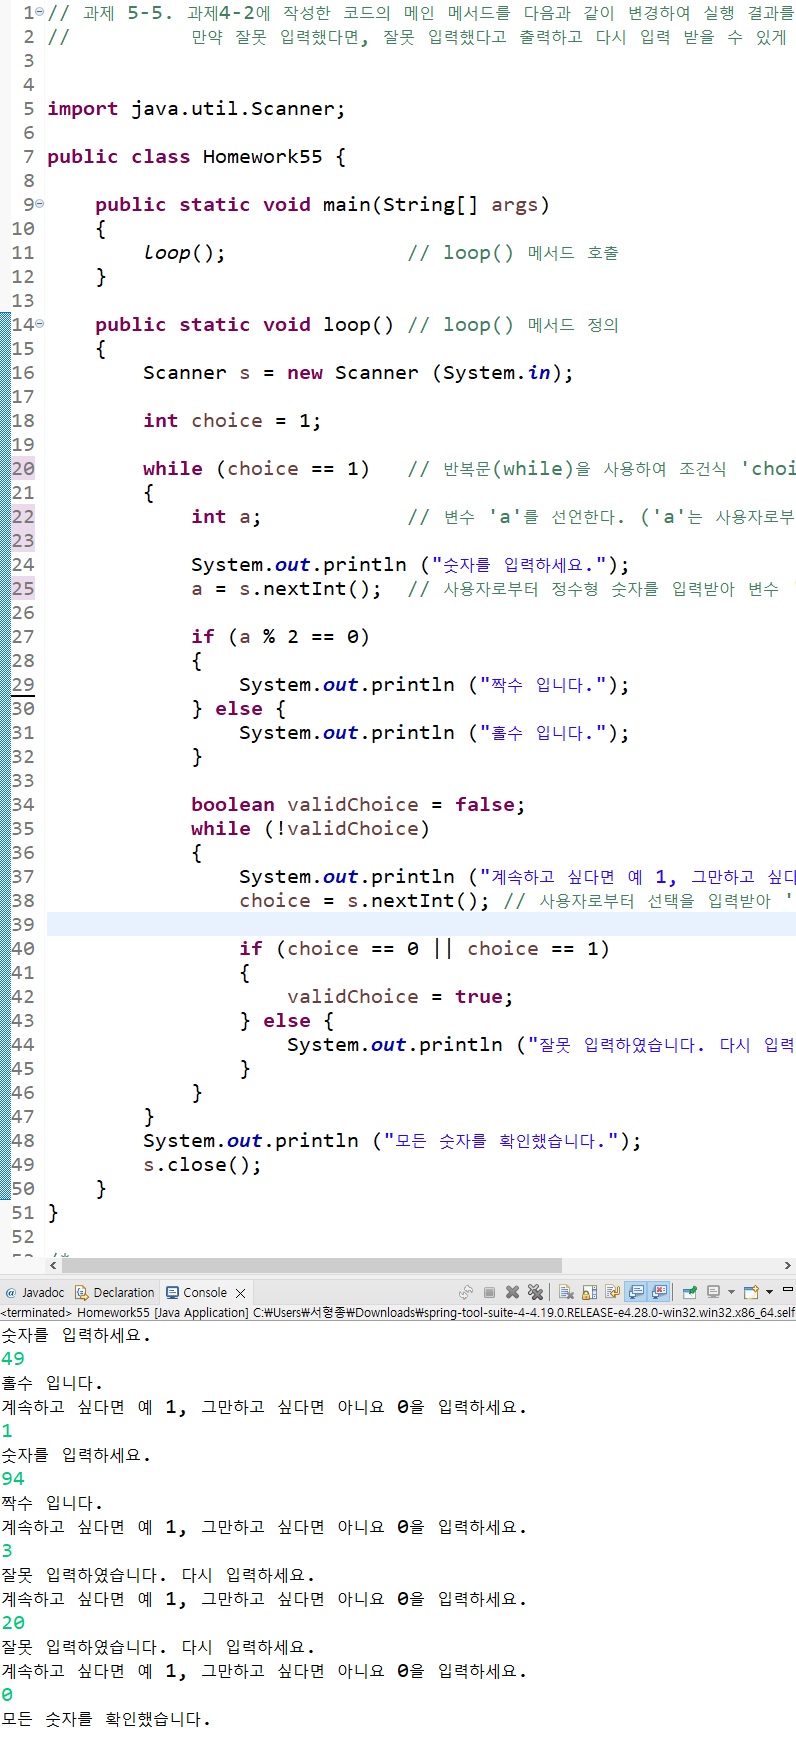 1 // 과제 5-5. 과제4-2에 작성한 코드의 메인 메서드를 다음과 같이 변경하여 실행 결과를
2 // 만약 잘못 입력했다면, 잘못 입력했다고 출력하고 다시 입력 받을 수 있게
3
4
5 import java.util.Scanner;
6
7 public class Homework55 {
8
9 public static void main(String[] args)
10 {
11 loop(); // loop() 메서드 호출
12 }
13
14 public static void loop() // loop() 메서드 정의
15 {
16 Scanner s = new Scanner (System.in);
17
18 int choice = 1;
19
20 while (choice == 1) // 반복문(while)을 사용하여 조건식 'choi
21 {
22 int a; // 변수 'a'를 선언한다. ('a'는 사용자로부
23
24 System.out.println ("숫자를 입력하세요.");
25 a = s.nextInt(); // 사용자로부터 정수형 숫자를 입력받아 변수 '
26
27 if (a % 2 == 0)
28 {
29 System.out.println ("짝수 입니다.");
30 } else {
31 System.out.println ("홀수 입니다.");
32 }
33
34 boolean validChoice = false;
35 while (!validChoice)
36 {
37 System.out.println ("계속하고 싶다면 예 1, 그만하고 싶다
38 choice = s.nextInt(); // 사용자로부터 선택을 입력받아 '
39
40 if (choice == 0 || choice == 1)
41 {
42 validChoice = true;
43 } else {
44 System.out.println ("잘못 입력하였습니다. 다시 입력
45 }
46 }
47 }
48 System.out.println ("모든 숫자를 확인했습니다.");
49 s.close();
50 }
51 }
52
@ Javadoc Declaration Console
<terminated> Homework55 [Java Application] C:₩Users₩서형종₩Downloads₩spring-tool-suite-4-4.19.0.RELEASE-e4.28.0-win32.win32.x86_64.self
숫자를 입력하세요.
49
홀수 입니다.
계속하고 싶다면 예 1, 그만하고 싶다면 아니요 0을 입력하세요.
1
숫자를 입력하세요.
94
짝수 입니다.
계속하고 싶다면 예 1, 그만하고 싶다면 아니요 0을 입력하세요.
3
잘못 입력하였습니다. 다시 입력하세요.
계속하고 싶다면 예 1, 그만하고 싶다면 아니요 0을 입력하세요.
20
잘못 입력하였습니다. 다시 입력하세요.
계속하고 싶다면 예 1, 그만하고 싶다면 아니요 0을 입력하세요.
0
모든 숫자를 확인했습니다.